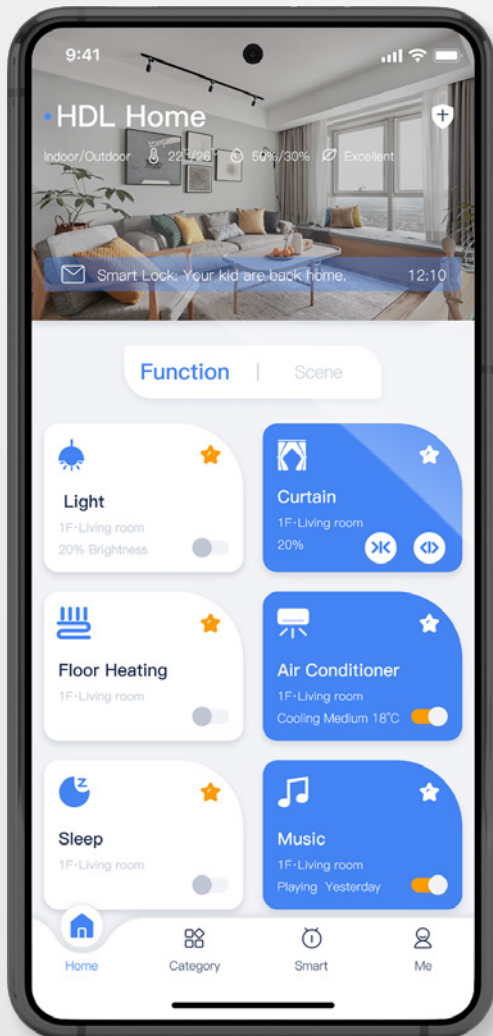 9:41
HDL Home
Indoor/Outdoor 22°/26° 50%/30% Excellent
Smart Lock: Your kid are back home. 12:10
Function | Scene
Light
1F·Living room
20% Brightness
Curtain
1F·Living room
20%
Floor Heating
1F·Living room
Air Conditioner
1F·Living room
Cooling Medium 18°C
z
Sleep
1F·Living room
Music
1F·Living room
Playing Yesterday
Home
Category
Smart
Me